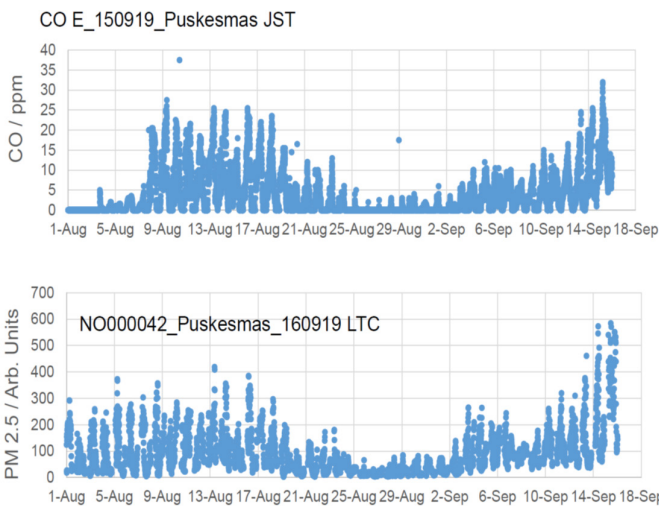 CO E_150919_Puskesmas JST
CO / ppm
40
35
30
25
20
15
10
5
0
1-Aug 5-Aug 9-Aug 13-Aug 17-Aug 21-Aug 25-Aug 29-Aug 2-Sep 6-Sep 10-Sep 14-Sep 18-Sep
NO000042_Puskesmas_160919 LTC
PM 2.5 / Arb. Units
700
600
500
400
300
200
100
0
1-Aug 5-Aug 9-Aug 13-Aug 17-Aug 21-Aug 25-Aug 29-Aug 2-Sep 6-Sep 10-Sep 14-Sep 18-Sep